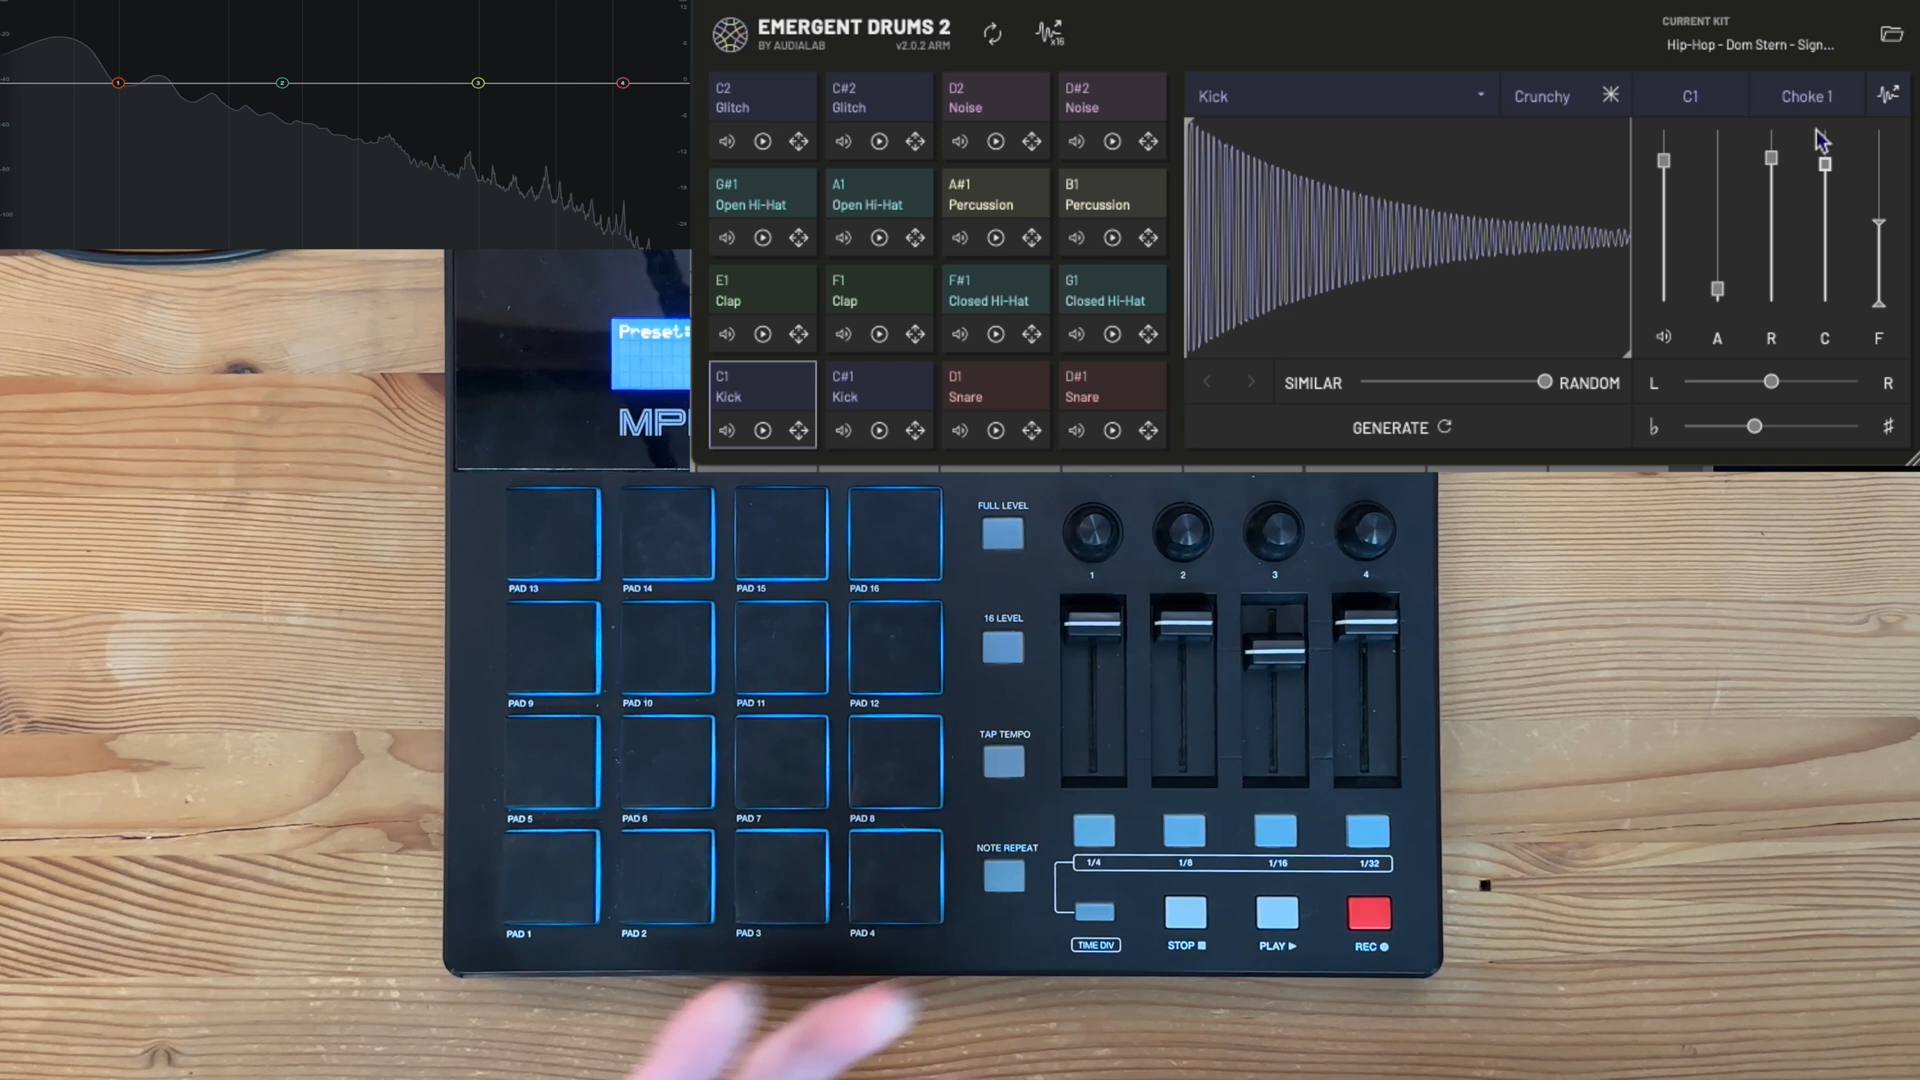 EMERGENT DRUMS 2
BY AUDIALAB
v2.0.2 ARM
x16
CURRENT KIT
Hip-Hop - Dom Stern - Sign...
C2
Glitch
C#2
Glitch
D2
Noise
D#2
Noise
G#1
Open Hi-Hat
A1
Open Hi-Hat
A#1
Percussion
B1
Percussion
E1
Clap
F1
Clap
F#1
Closed Hi-Hat
G1
Closed Hi-Hat
C1
Kick
C#1
Kick
D1
Snare
D#1
Snare
Kick
Crunchy
C1
Choke 1
A
R
C
F
SIMILAR
RANDOM
L
R
GENERATE
♭
♯
1
2
3
4
Preset:
MP
FULL LEVEL
16 LEVEL
TAP TEMPO
NOTE REPEAT
PAD 13
PAD 14
PAD 15
PAD 16
PAD 9
PAD 10
PAD 11
PAD 12
PAD 5
PAD 6
PAD 7
PAD 8
PAD 1
PAD 2
PAD 3
PAD 4
1
2
3
4
1/4
1/8
1/16
1/32
TIME DIV
STOP
PLAY
REC